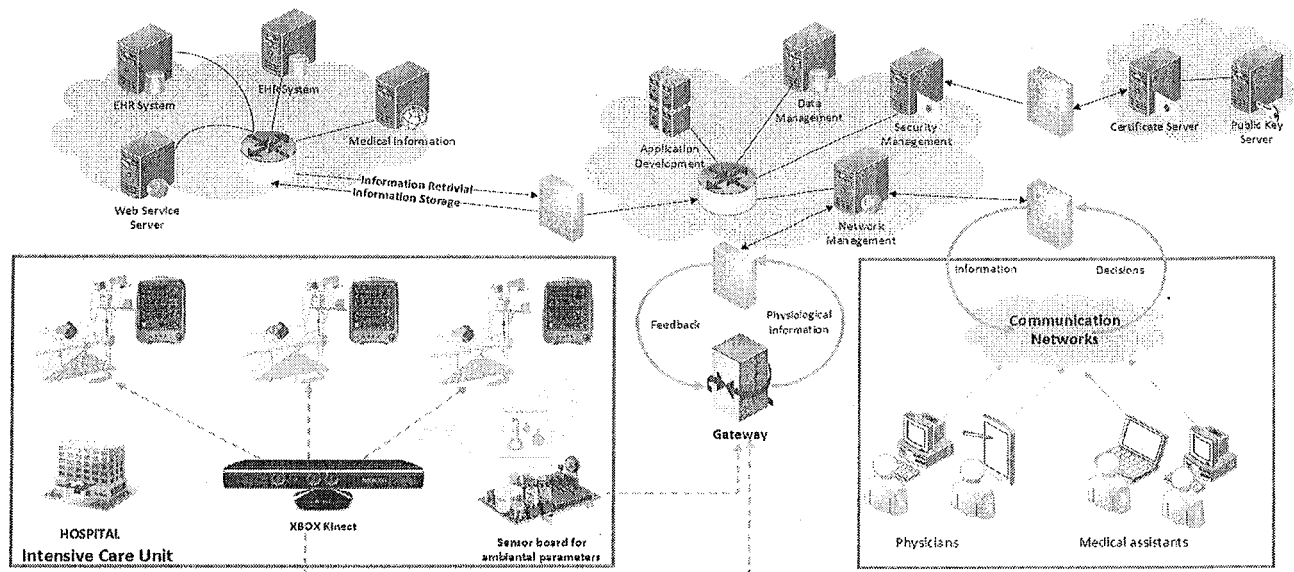 EHR System
EHR System
Medical Information
Web Service
Server
Information Retrivial
Information Storage
Application
Development
Data
Management
Security
Management
Network
Management
Certificate Server
Public Key
Server
Feedback
Physiological
Information
Gateway
Information
Decisions
Communication
Networks
HOSPITAL
Intensive Care Unit
XBOX Kinect
Sensor board for
ambiantal parameters
Physicians
Medical assistants